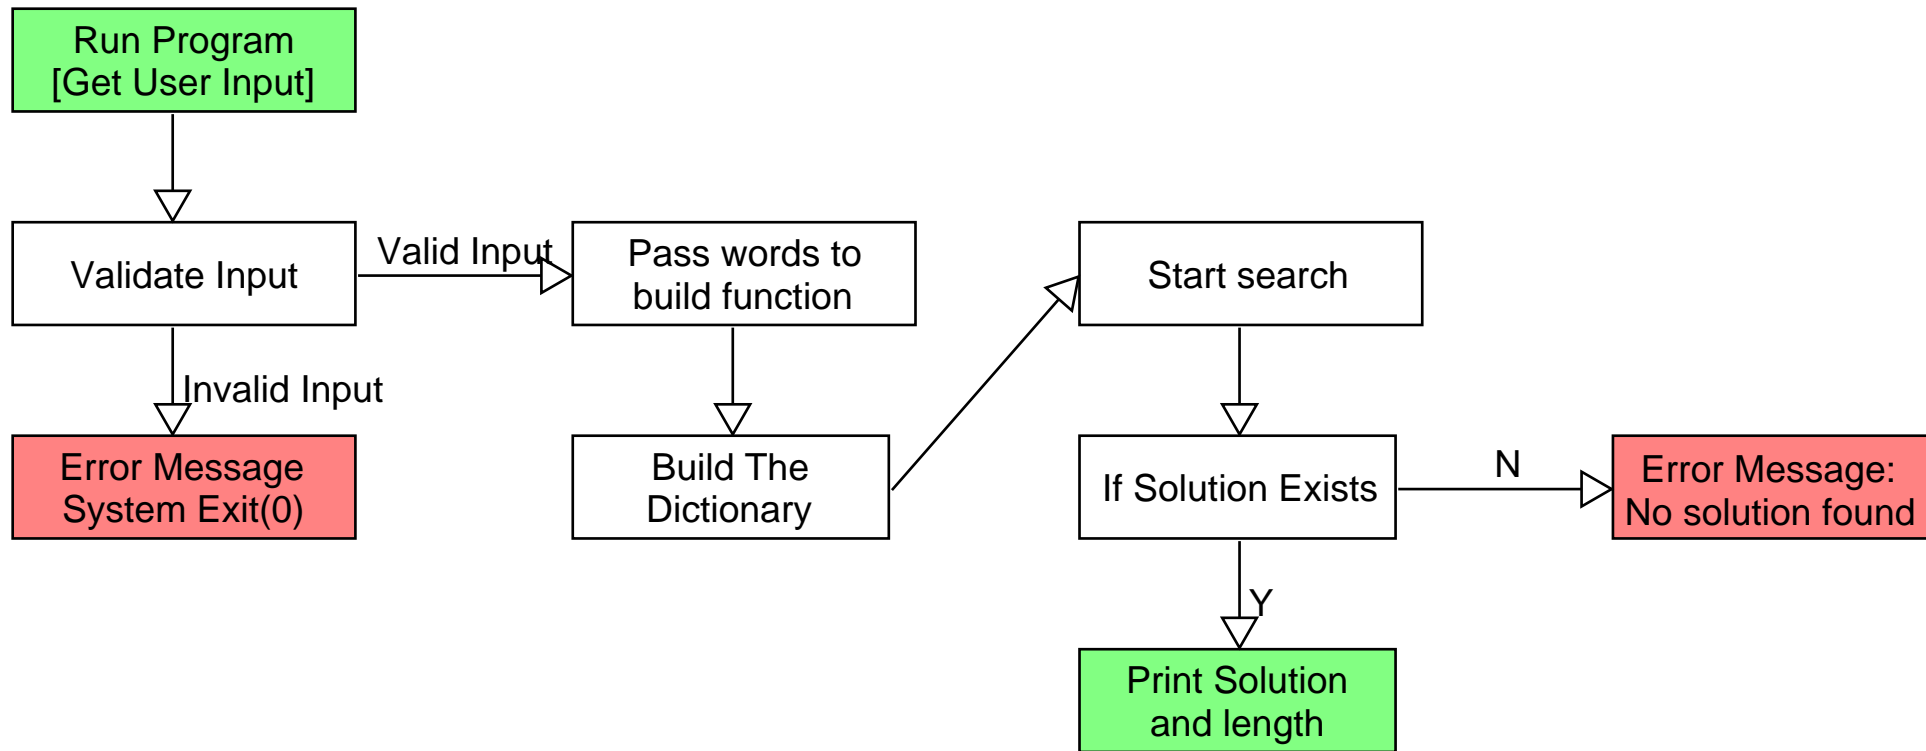 Run Program
[Get User Input]
Validate Input
Valid Input
Pass words to
build function
Start search
Invalid Input
Error Message
System Exit(0)
Build The
Dictionary
If Solution Exists
N
Error Message:
No solution found
Y
Print Solution
and length